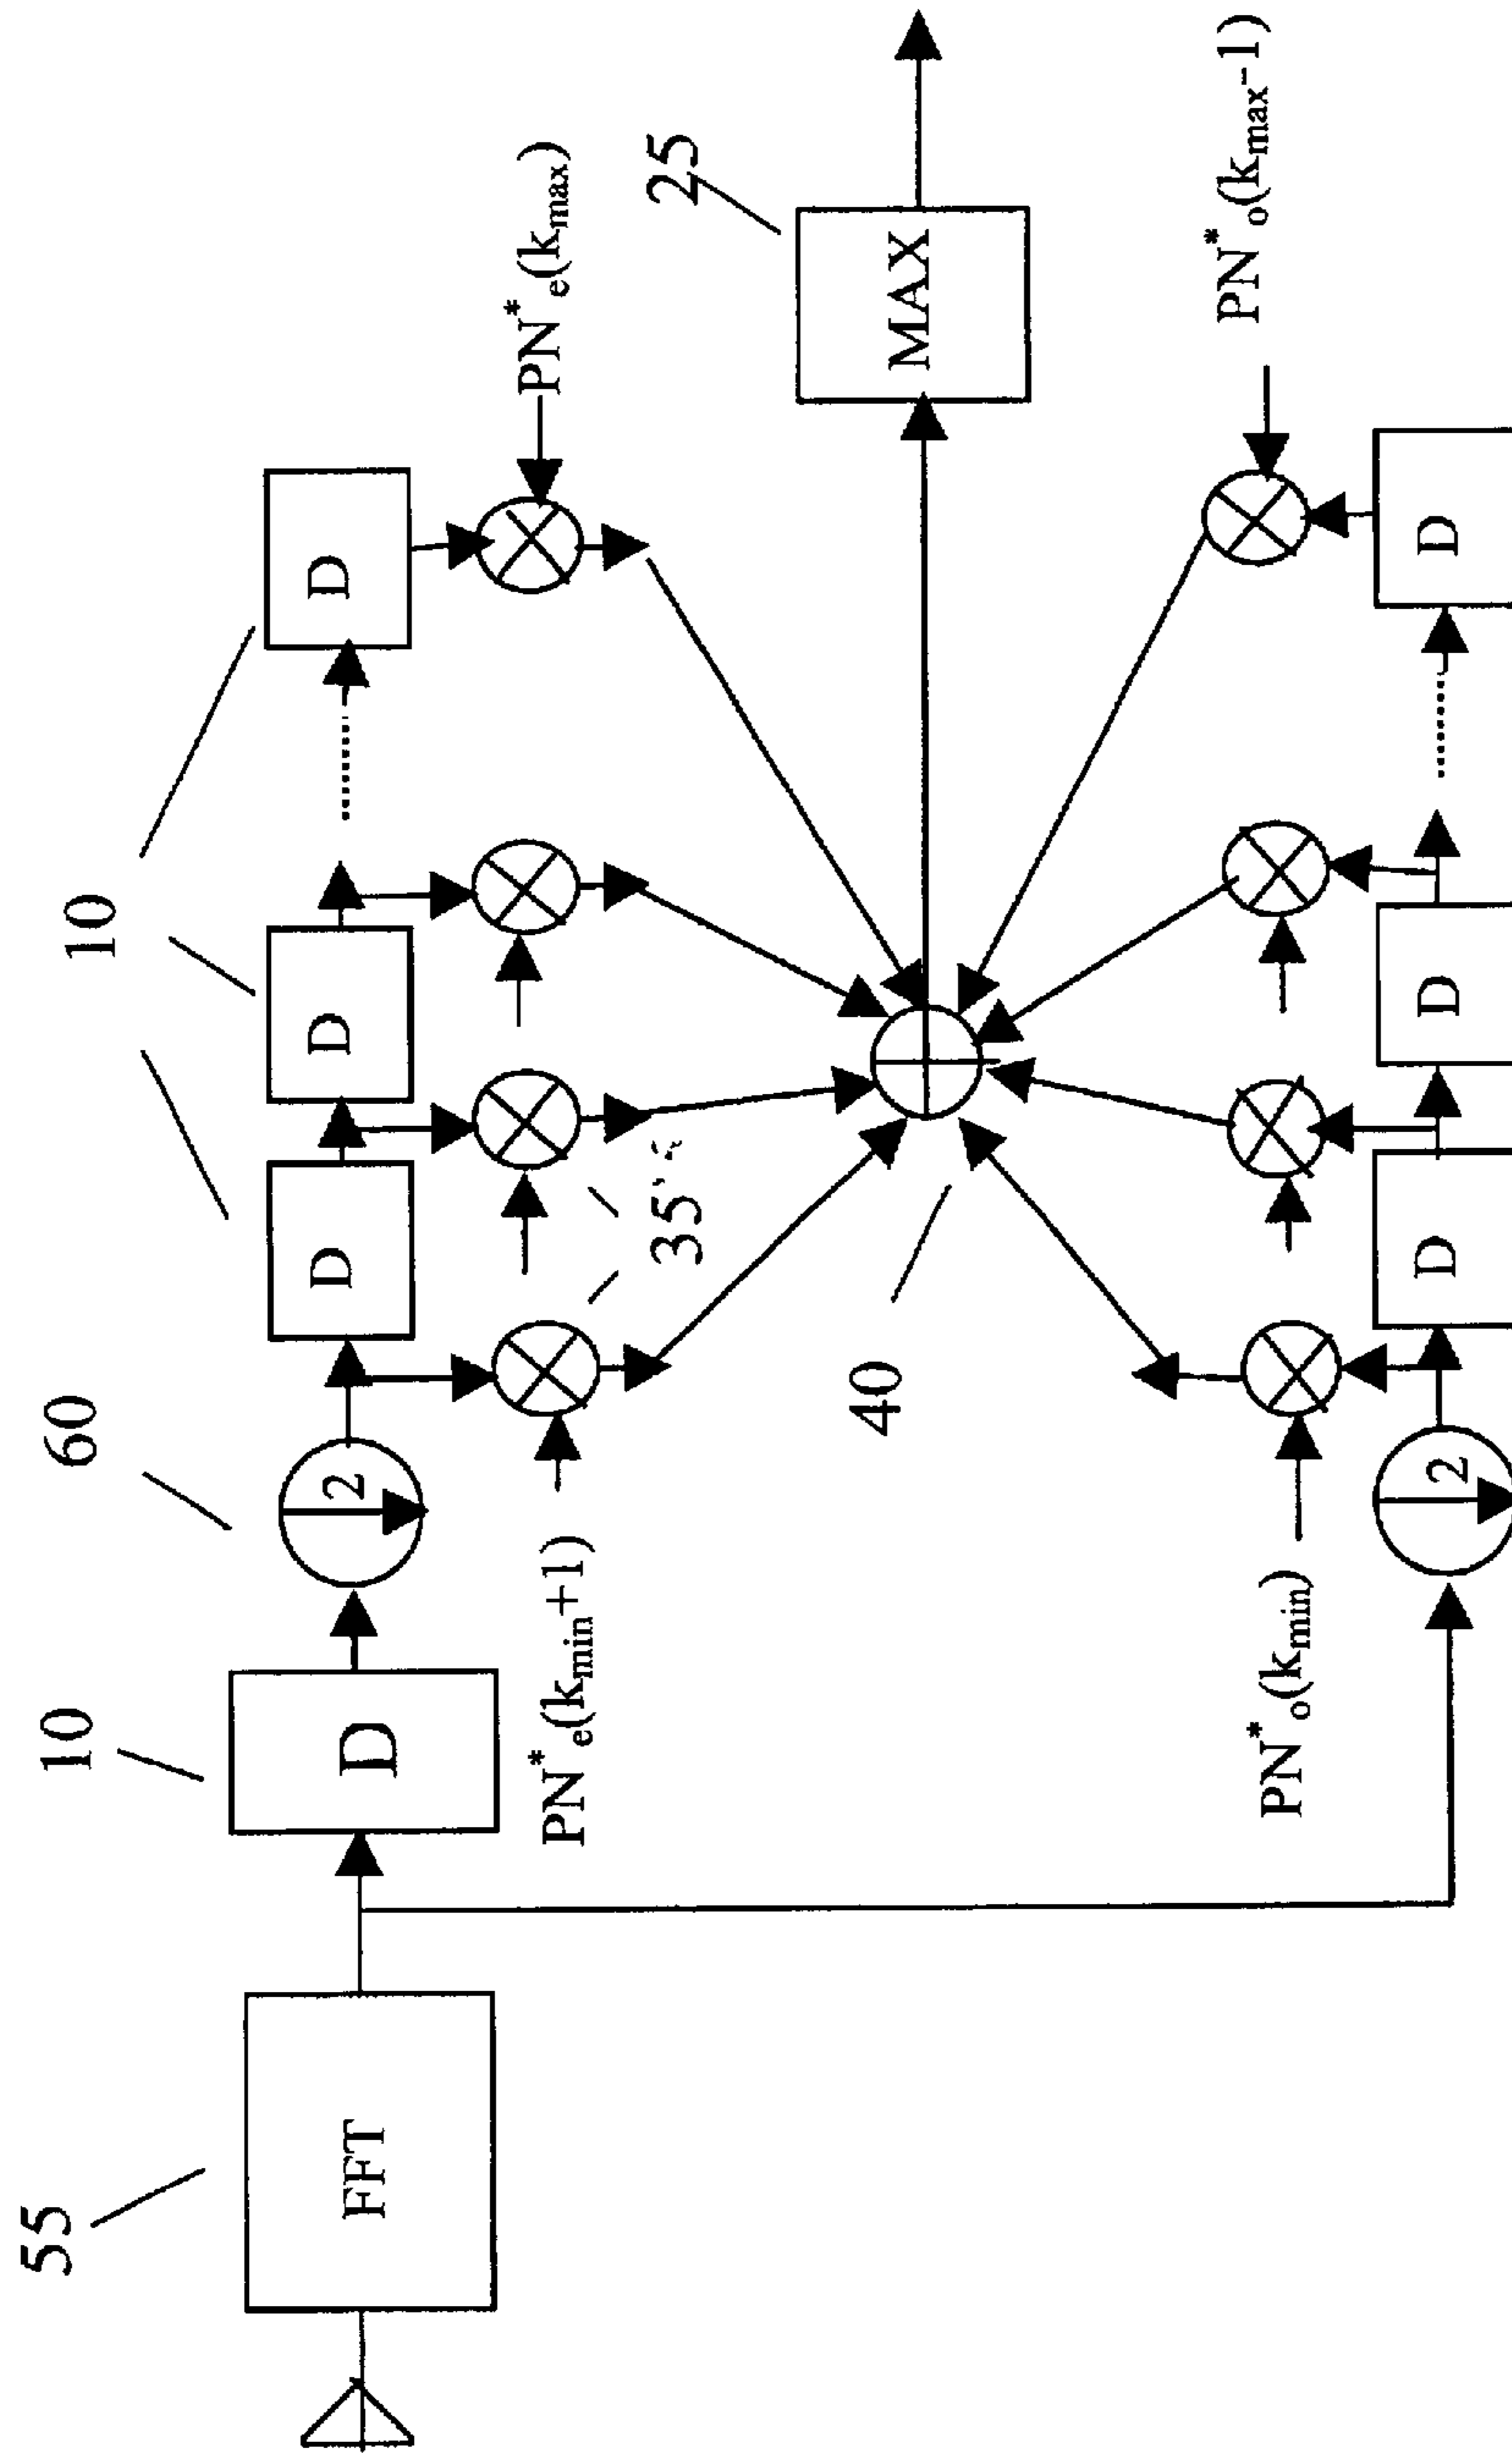 55
10
60
10
FFT
D
2
D
D
D
PN*e(kmin+1)
PN*e(kmax)
35
25
40
MAX
PN*o(kmin)
PN*o(kmax-1)
2
D
D
D